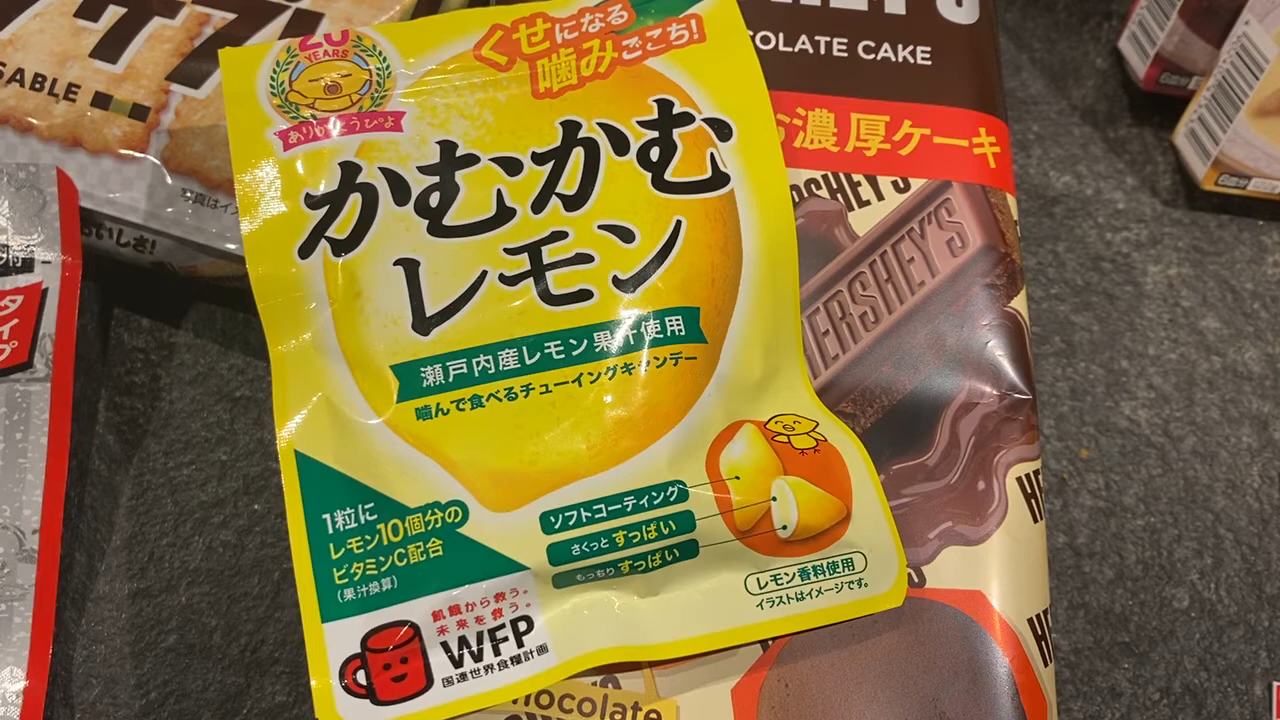 SABLE
CHOCOLATE CAKE
濃厚ケーキ
HERSHEY'S
HERSHEY'S
20
YEARS
ありがとうぴよ
くせになる
噛みごこち!
かむかむ
レモン
瀬戸内産レモン果汁使用
噛んで食べるチューイングキャンデー
1粒に
レモン10個分の
ビタミンC配合
(果汁換算)
ソフトコーティング
さくっと すっぱい
もっちり すっぱい
レモン香料使用
イラストはイメージです。
飢餓から救う。
未来を救う。
WFP
国連世界食糧計画
おいしさ!
タイプ